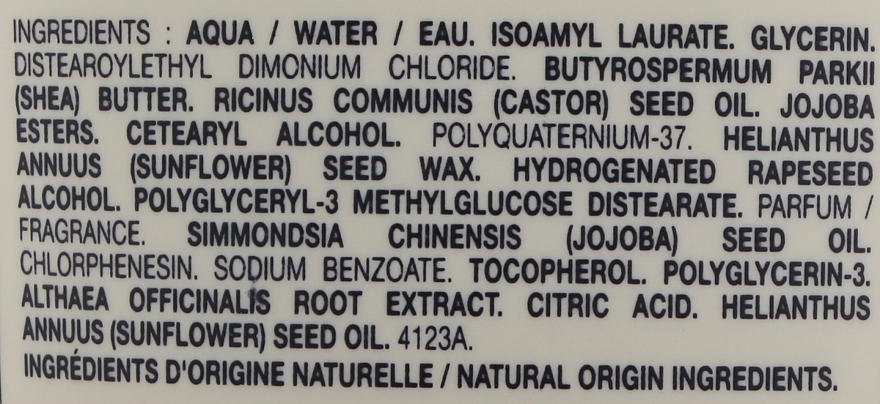 INGREDIENTS : AQUA / WATER / EAU. ISOAMYL LAURATE. GLYCERIN.
DISTEAROYLETHYL DIMONIUM CHLORIDE. BUTYROSPERMUM PARKII
(SHEA) BUTTER. RICINUS COMMUNIS (CASTOR) SEED OIL. JOJOBA
ESTERS. CETEARYL ALCOHOL. POLYQUATERNIUM-37. HELIANTHUS
ANNUUS (SUNFLOWER) SEED WAX. HYDROGENATED RAPESEED
ALCOHOL. POLYGLYCERYL-3 METHYLGLUCOSE DISTEARATE. PARFUM /
FRAGRANCE. SIMMONDSIA CHINENSIS (JOJOBA) SEED OIL.
CHLORPHENESIN. SODIUM BENZOATE. TOCOPHEROL. POLYGLYCERIN-3.
ALTHAEA OFFICINALIS ROOT EXTRACT. CITRIC ACID. HELIANTHUS
ANNUUS (SUNFLOWER) SEED OIL. 4123A.
INGRÉDIENTS D'ORIGINE NATURELLE / NATURAL ORIGIN INGREDIENTS.